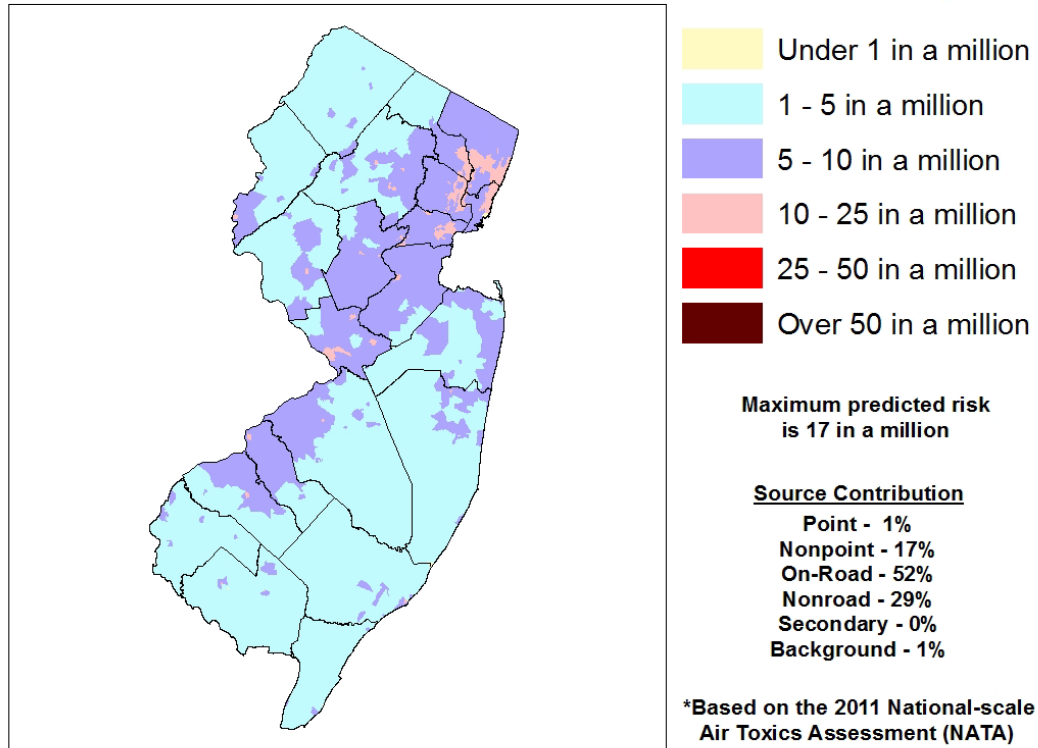 Under 1 in a million
1 - 5 in a million
5 - 10 in a million
10 - 25 in a million
25 - 50 in a million
Over 50 in a million
Maximum predicted risk
is 17 in a million
Source Contribution
Point - 1%
Nonpoint - 17%
On-Road - 52%
Nonroad - 29%
Secondary - 0%
Background - 1%
*Based on the 2011 National-scale
Air Toxics Assessment (NATA)